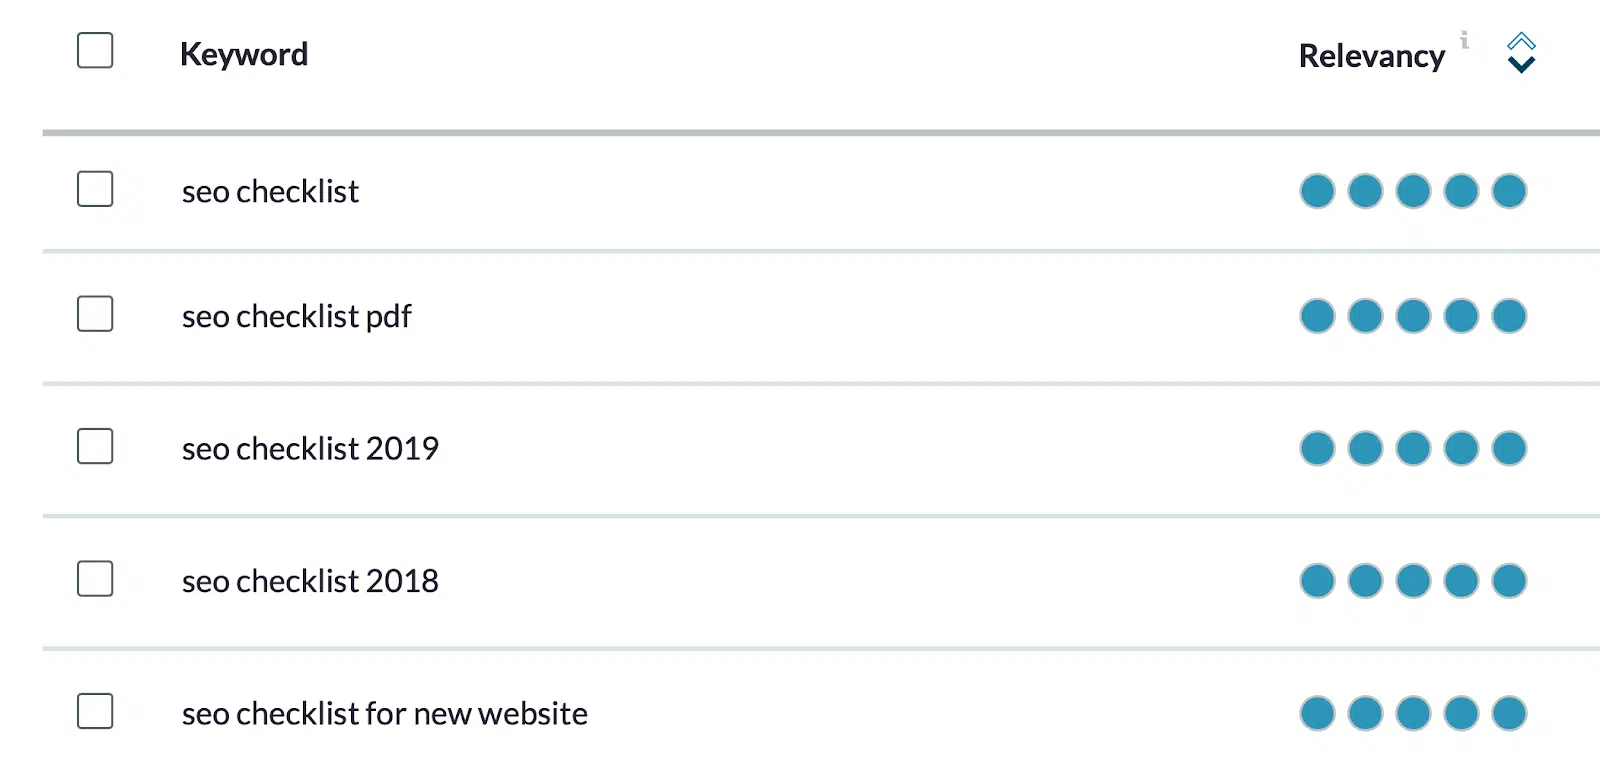 Keyword Relevancy i
seo checklist
seo checklist pdf
seo checklist 2019
seo checklist 2018
seo checklist for new website